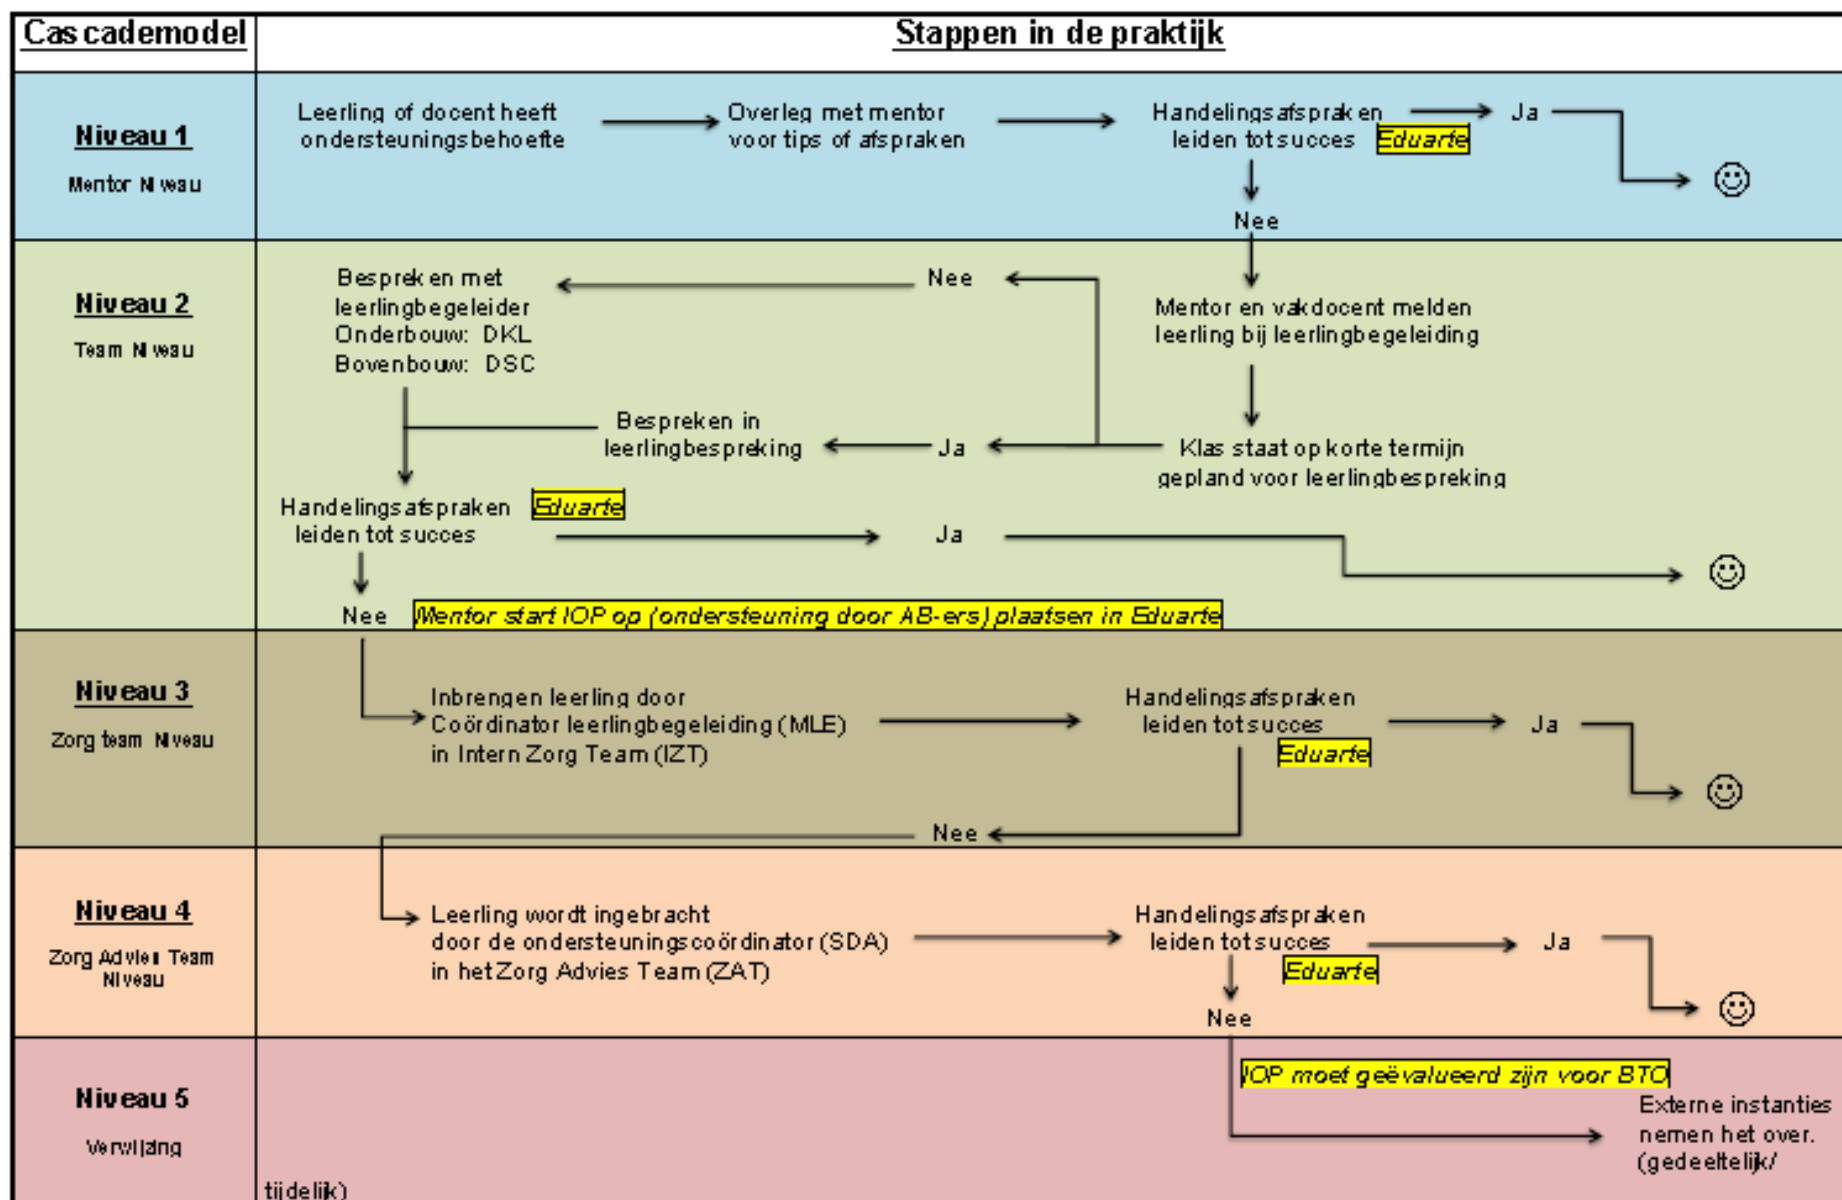 Cascademodel
Stappen in de praktijk
Niveau 1
Mentor Niveau
Leerling of docent heeft
ondersteuningsbehoefte
Overleg met mentor
voor tips of afspraken
Handelingsafspraken
leiden tot succes
Eduarte
Ja
Nee
Niveau 2
Team Niveau
Bespreken met
leerlingbegeleider
Onderbouw: DKL
Bovenbouw: DSC
Nee
Mentor en vakdocent melden
leerling bij leerlingbegeleiding
Bespreken in
leerlingbespreking
Ja
Klas staat op korte termijn
gepland voor leerlingbespreking
Handelingsafspraken
leiden tot succes
Eduarte
Ja
Nee
Mentor start IOP op (ondersteuning door AB-ers) plaatsen in Eduarte
Niveau 3
Zorg team Niveau
Inbrengen leerling door
Coördinator leerlingbegeleiding (MLE)
in Intern Zorg Team (IZT)
Handelingsafspraken
leiden tot succes
Eduarte
Ja
Nee
Niveau 4
Zorg Advies Team
Niveau
Leerling wordt ingebracht
door de ondersteuningscoördinator (SDA)
in het Zorg Advies Team (ZAT)
Handelingsafspraken
leiden tot succes
Eduarte
Ja
Nee
Niveau 5
Verwijzing
IOP moet geëvalueerd zijn voor BTO
Externe instanties
nemen het over.
(gedeeltelijk/
tijdelijk)